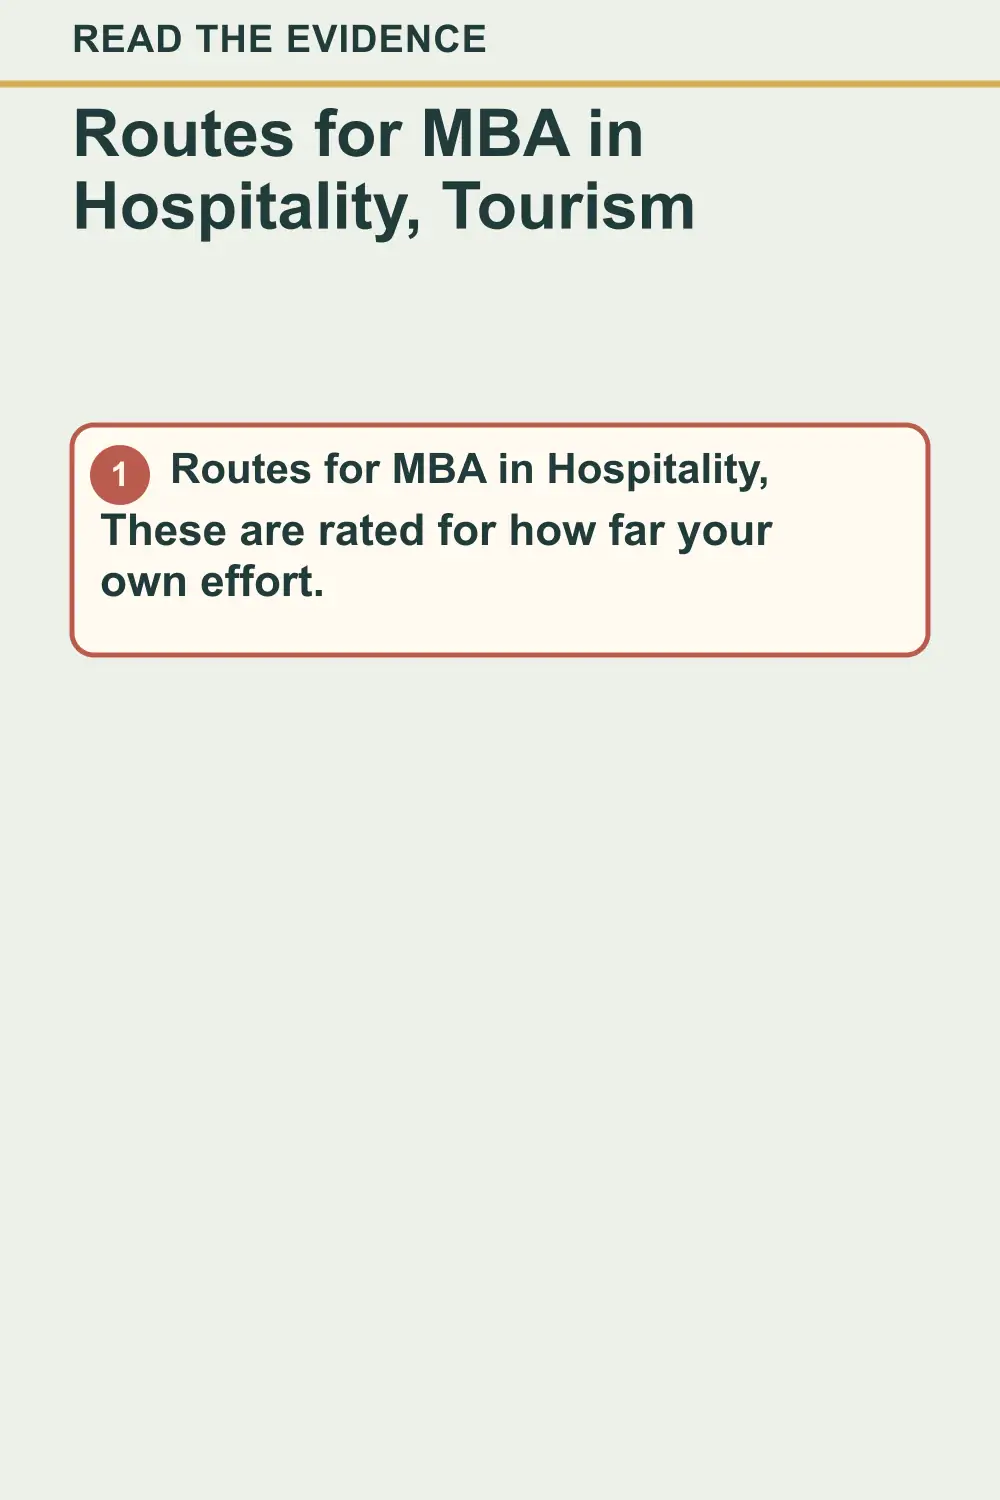 READ THE EVIDENCE
Routes for MBA in
Hospitality, Tourism
1 Routes for MBA in Hospitality,
These are rated for how far your
own effort.